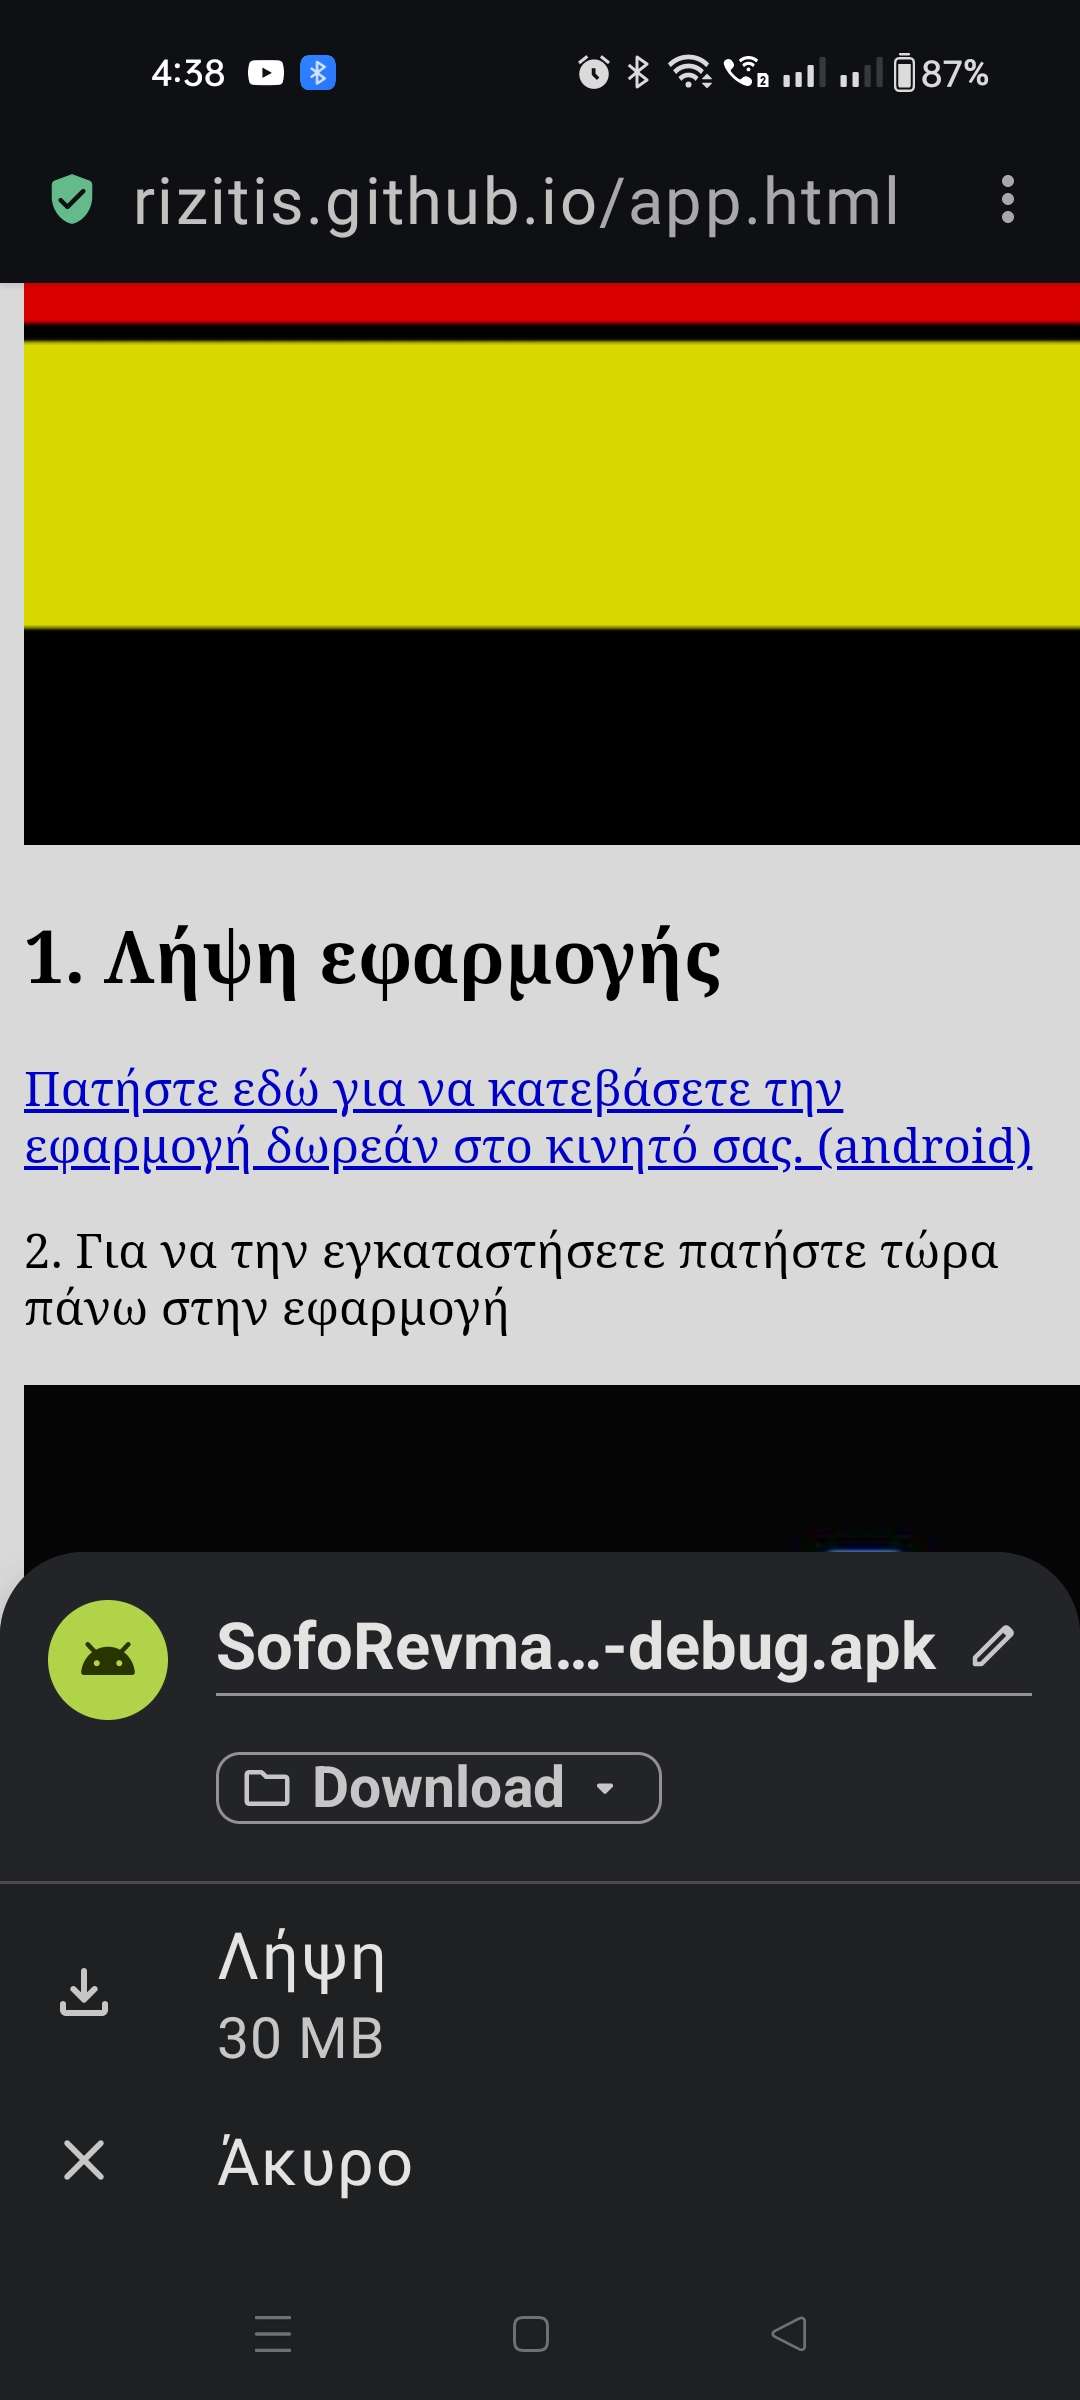 4:38
87%
rizitis.github.io/app.html
1. Λήψη εφαρμογής
Πατήστε εδώ για να κατεβάσετε την
εφαρμογή δωρεάν στο κινητό σας. (android)
2. Για να την εγκαταστήσετε πατήστε τώρα
πάνω στην εφαρμογή
SofoRevma...-debug.apk
Download
Λήψη
30 MB
Άκυρο